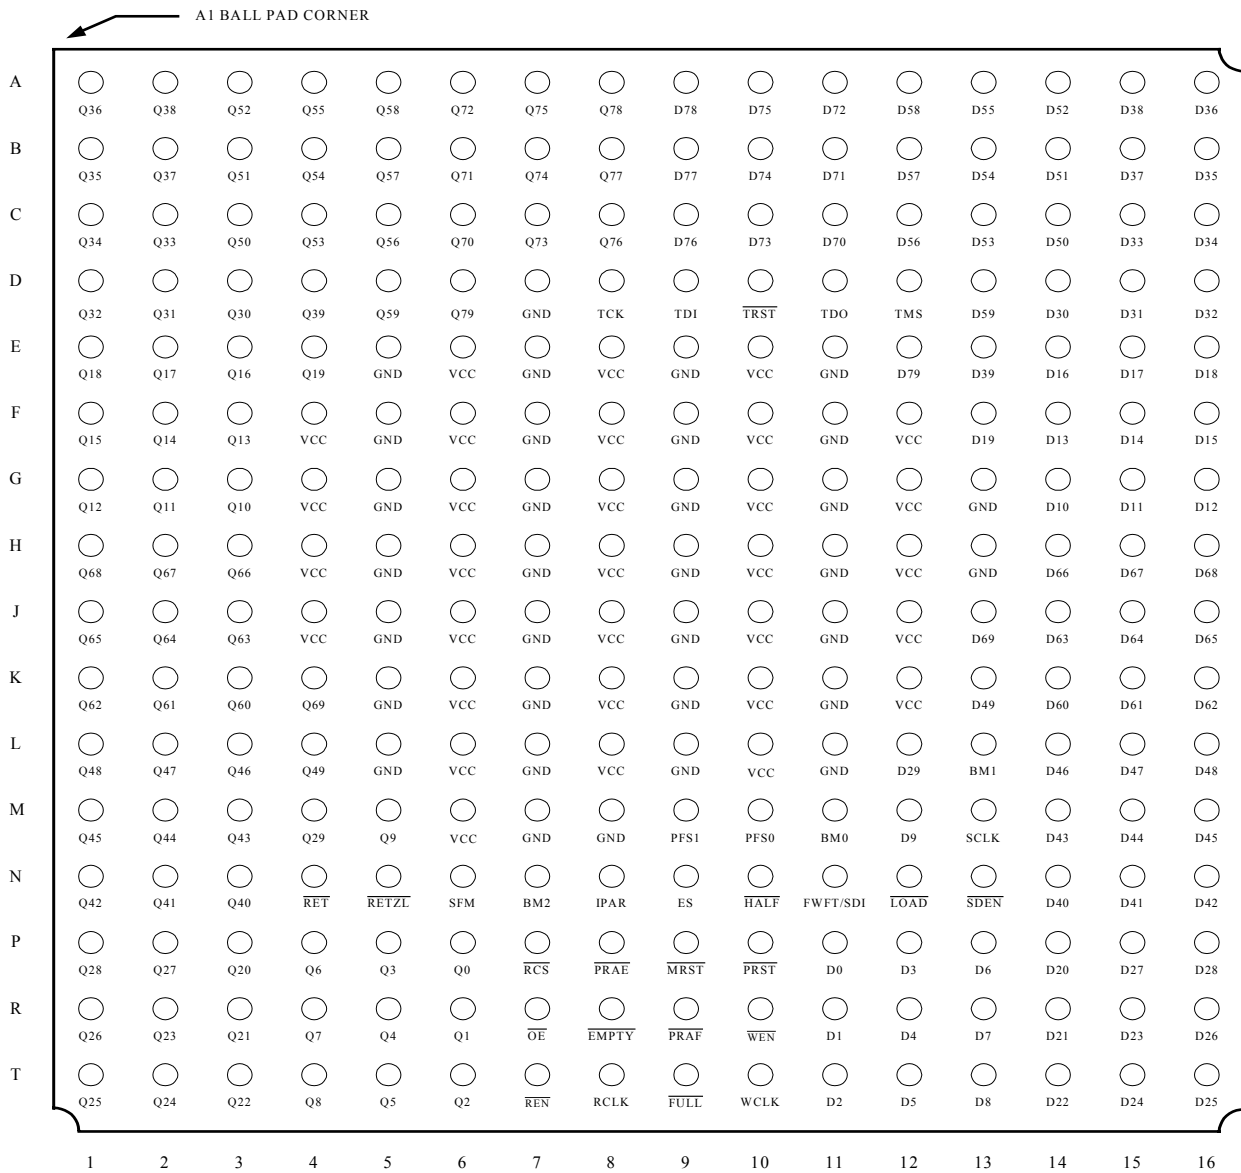 A1 BALL PAD CORNER
A
Q36 Q38 Q52 Q55 Q58 Q72 Q75 Q78 D78 D75 D72 D58 D55 D52 D38 D36
B
Q35 Q37 Q51 Q54 Q57 Q71 Q74 Q77 D77 D74 D71 D57 D54 D51 D37 D35
C
Q34 Q33 Q50 Q53 Q56 Q70 Q73 Q76 D76 D73 D70 D56 D53 D50 D33 D34
D
Q32 Q31 Q30 Q39 Q59 Q79 GND TCK TDI TRST TDO TMS D59 D30 D31 D32
E
Q18 Q17 Q16 Q19 GND VCC GND VCC GND VCC GND D79 D39 D16 D17 D18
F
Q15 Q14 Q13 VCC GND VCC GND VCC GND VCC GND VCC D19 D13 D14 D15
G
Q12 Q11 Q10 VCC GND VCC GND VCC GND VCC GND VCC GND D10 D11 D12
H
Q68 Q67 Q66 VCC GND VCC GND VCC GND VCC GND VCC GND D66 D67 D68
J
Q65 Q64 Q63 VCC GND VCC GND VCC GND VCC GND VCC D69 D63 D64 D65
K
Q62 Q61 Q60 Q69 GND VCC GND VCC GND VCC GND VCC D49 D60 D61 D62
L
Q48 Q47 Q46 Q49 GND VCC GND VCC GND VCC GND D29 BM1 D46 D47 D48
M
Q45 Q44 Q43 Q29 Q9 VCC GND GND PFS1 PFS0 BM0 D9 SCLK D43 D44 D45
N
Q42 Q41 Q40 RET RETZL SFM BM2 IPAR ES HALF FWFT/SDI LOAD SDEN D40 D41 D42
P
Q28 Q27 Q20 Q6 Q3 Q0 RCS PRAE MRST PRST D0 D3 D6 D20 D27 D28
R
Q26 Q23 Q21 Q7 Q4 Q1 OE EMPTY PRAF WEN D1 D4 D7 D21 D23 D26
T
Q25 Q24 Q22 Q8 Q5 Q2 REN RCLK FULL WCLK D2 D5 D8 D22 D24 D25
1 2 3 4 5 6 7 8 9 10 11 12 13 14 15 16